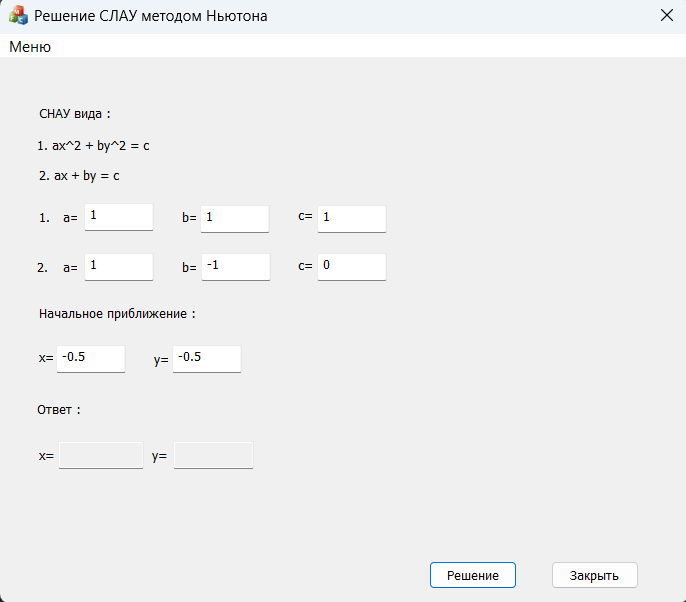 Решение СЛАУ методом Ньютона
Меню
СНАУ вида :
1. ax^2 + by^2 = c
2. ax + by = c
1. a= 1 b= 1 c= 1
2. a= 1 b= -1 c= 0
Начальное приближение :
x= -0.5 y= -0.5
Ответ :
x= y=
Решение Закрыть